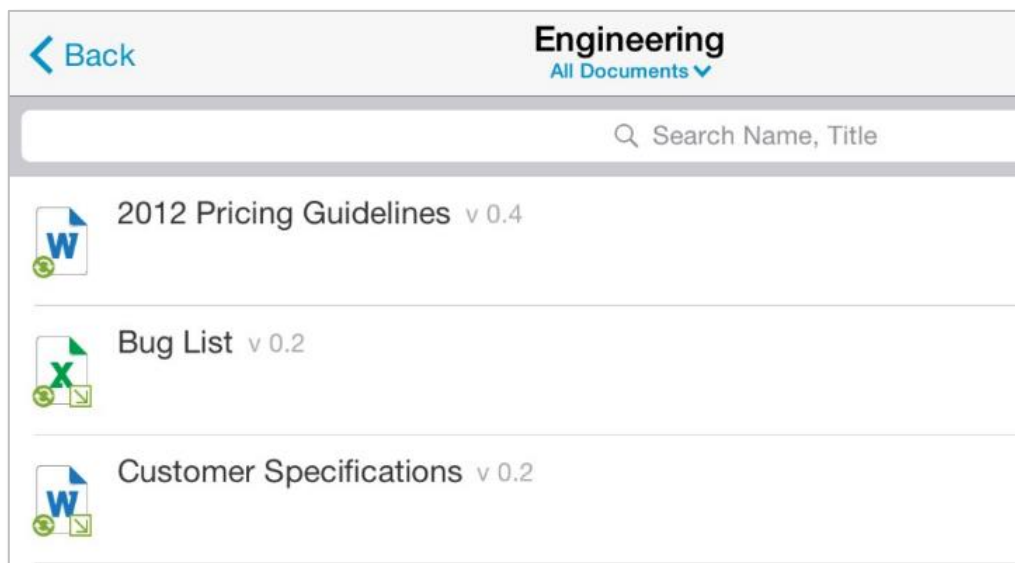 Back
Engineering
All Documents
Search Name, Title
2012 Pricing Guidelines v 0.4
W
Bug List v 0.2
X
Customer Specifications v 0.2
W